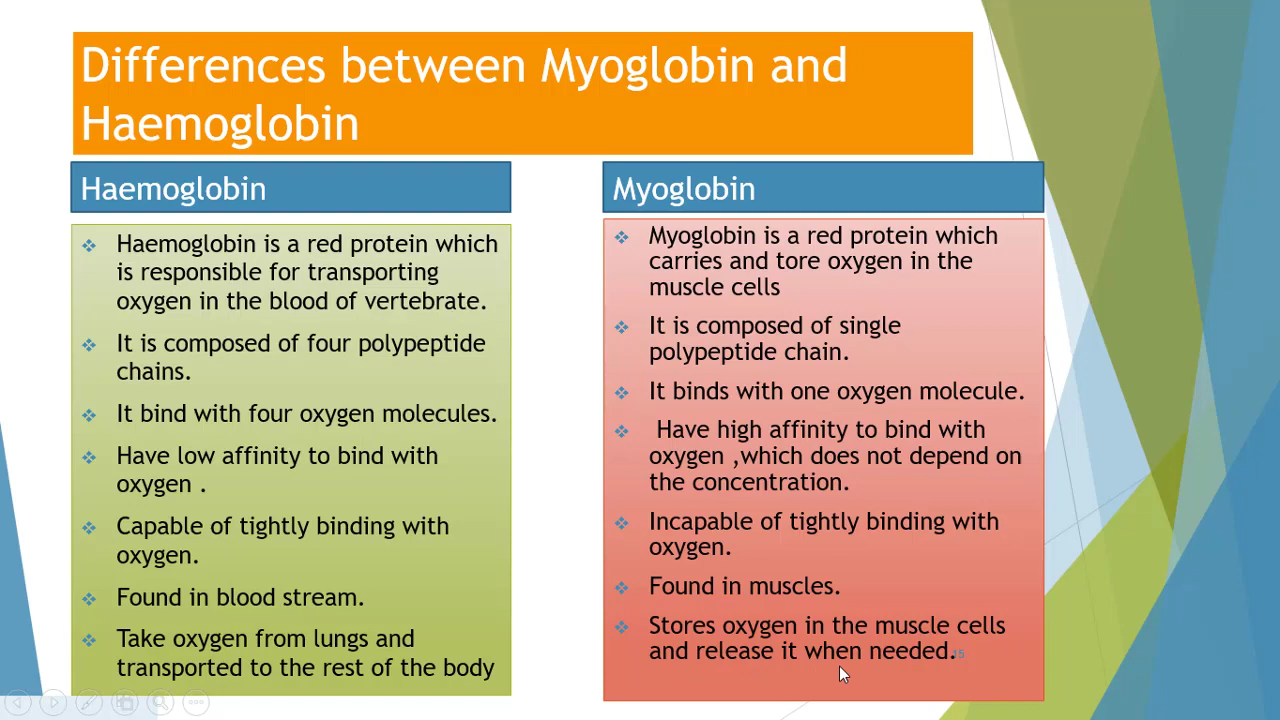 Differences between Myoglobin and
Haemoglobin
Haemoglobin
Haemoglobin is a red protein which
is responsible for transporting
oxygen in the blood of vertebrate.
It is composed of four polypeptide
chains.
It bind with four oxygen molecules.
Have low affinity to bind with
oxygen .
Capable of tightly binding with
oxygen.
Found in blood stream.
Take oxygen from lungs and
transported to the rest of the body
Myoglobin
Myoglobin is a red protein which
carries and tore oxygen in the
muscle cells
It is composed of single
polypeptide chain.
It binds with one oxygen molecule.
Have high affinity to bind with
oxygen ,which does not depend on
the concentration.
Incapable of tightly binding with
oxygen.
Found in muscles.
Stores oxygen in the muscle cells
and release it when needed.
15